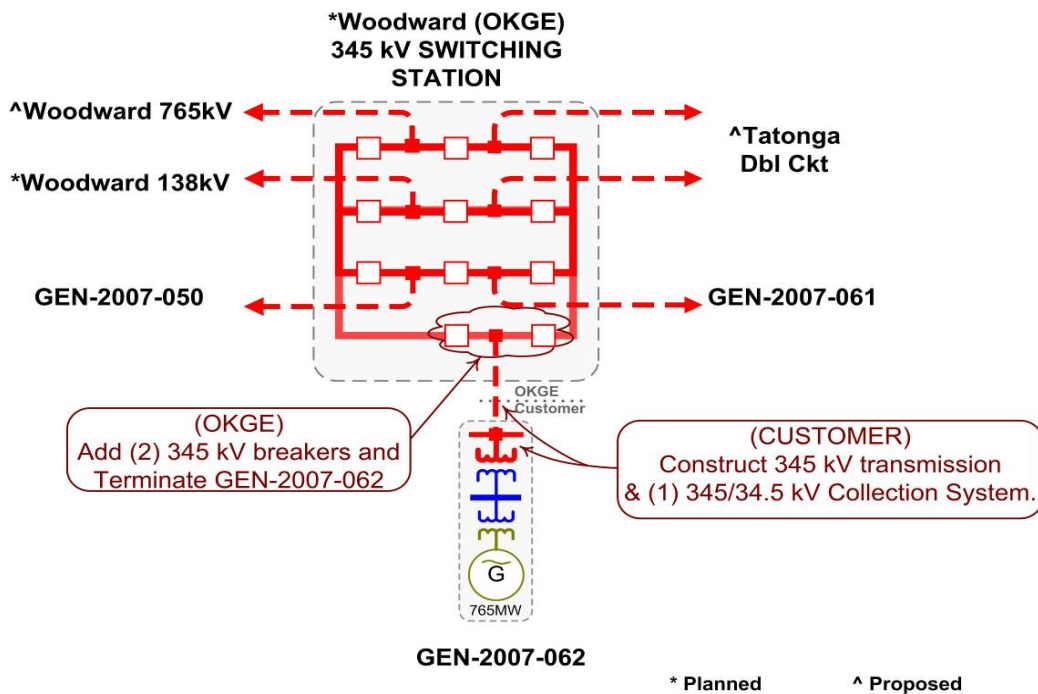 *Woodward (OKGE)
345 kV SWITCHING
STATION
^Woodward 765kV
^Tatonga
Dbl Ckt
*Woodward 138kV
GEN-2007-050
GEN-2007-061
OKGE
Customer
(OKGE)
Add (2) 345 kV breakers and
Terminate GEN-2007-062
(CUSTOMER)
Construct 345 kV transmission
& (1) 345/34.5 kV Collection System.
G
765MW
GEN-2007-062
* Planned
^ Proposed